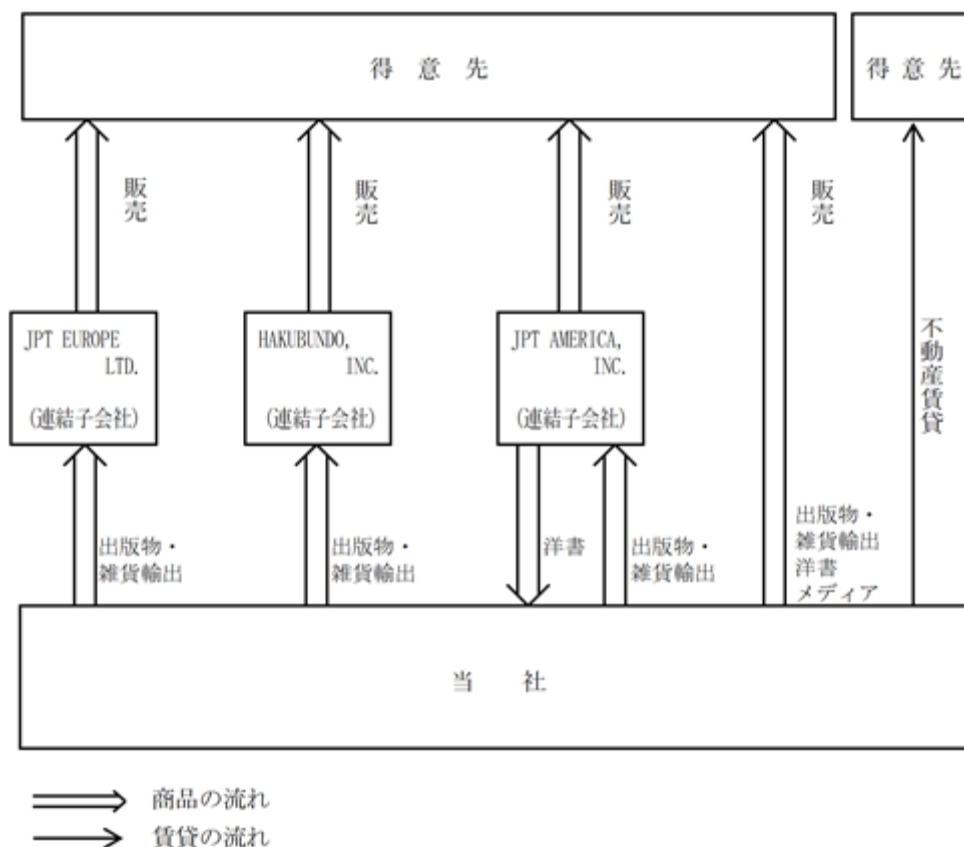 得意先
得意先
販売
販売
販売
販売
JPT EUROPE
LTD.
(連結子会社)
HAKUBUNDO,
INC.
(連結子会社)
JPT AMERICA,
INC.
(連結子会社)
不動産賃貸
出版物・
雑貨輸出
出版物・
雑貨輸出
洋書
出版物・
雑貨輸出
出版物・
雑貨輸出
洋書
メディア
当社
商品の流れ
賃貸の流れ